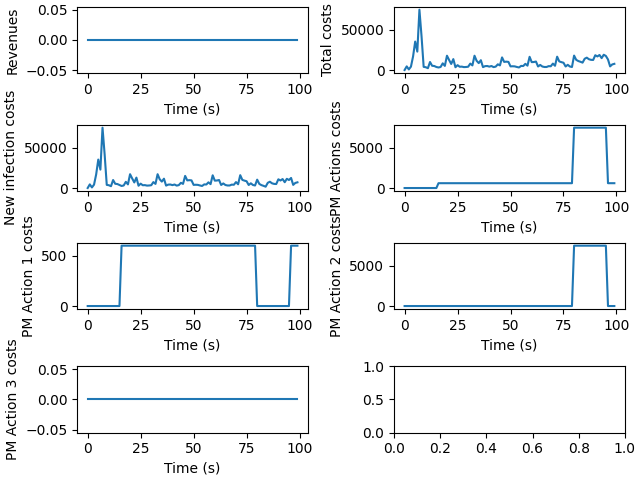 Revenues
0.05
0.00
−0.05
0 25 50 75 100
Time (s)
Total costs
50000
0
0 25 50 75 100
Time (s)
New infection costs
50000
0
0 25 50 75 100
Time (s)
PM Actions costs
5000
0
0 25 50 75 100
Time (s)
PM Action 1 costs
500
0
0 25 50 75 100
Time (s)
PM Action 2 costs
5000
0
0 25 50 75 100
Time (s)
PM Action 3 costs
0.05
0.00
−0.05
0 25 50 75 100
Time (s)
1.0
0.5
0.0
0.0 0.2 0.4 0.6 0.8 1.0